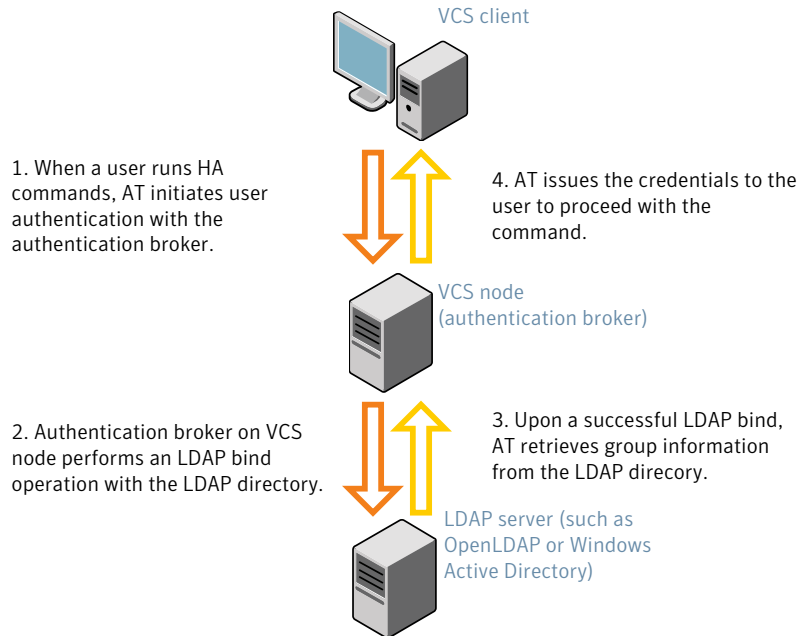 VCS client
1. When a user runs HA
commands, AT initiates user
authentication with the
authentication broker.
4. AT issues the credentials to the
user to proceed with the
command.
VCS node
(authentication broker)
2. Authentication broker on VCS
node performs an LDAP bind
operation with the LDAP directory.
3. Upon a successful LDAP bind,
AT retrieves group information
from the LDAP direcory.
LDAP server (such as
OpenLDAP or Windows
Active Directory)